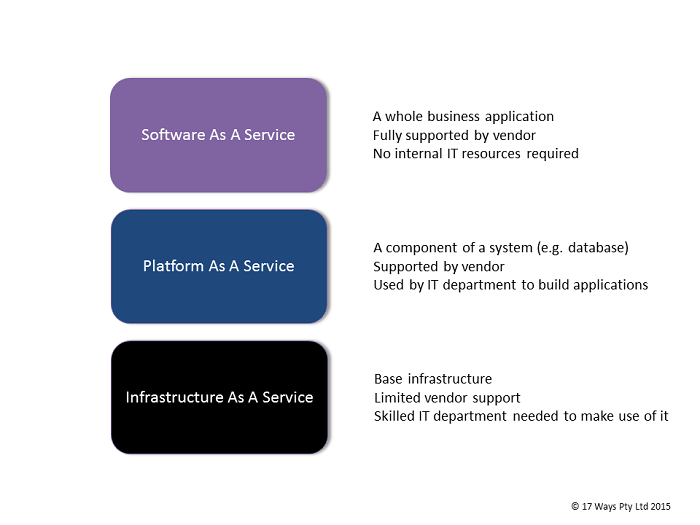 Software As A Service
A whole business application
Fully supported by vendor
No internal IT resources required
Platform As A Service
A component of a system (e.g. database)
Supported by vendor
Used by IT department to build applications
Infrastructure As A Service
Base infrastructure
Limited vendor support
Skilled IT department needed to make use of it
© 17 Ways Pty Ltd 2015